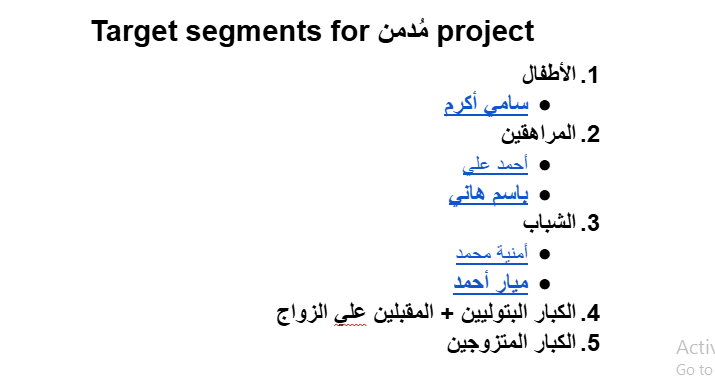 Target segments for مُدمن project
1. الأطفال
● سامي أكرم
2. المراهقين
● أحمد علي
● باسم هاني
3. الشباب
● أمنية محمد
● ميار أحمد
4. الكبار البتوليين + المقبلين علي الزواج
5. الكبار المتزوجين
Activ
Go to